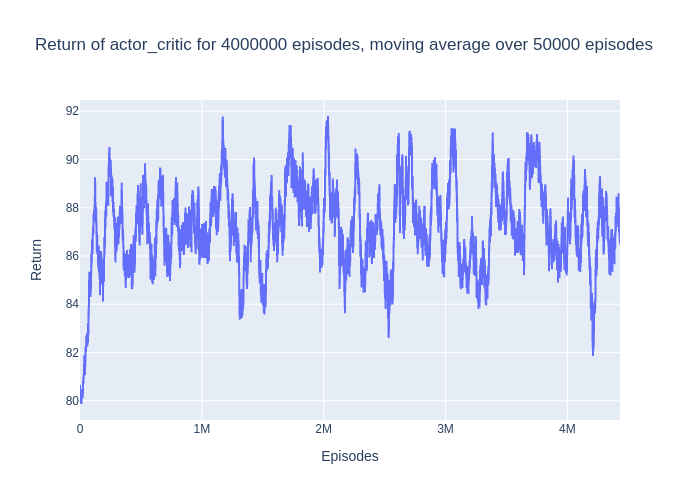 Return of actor_critic for 4000000 episodes, moving average over 50000 episodes
92
90
88
86
84
82
80
Return
0 1M 2M 3M 4M
Episodes